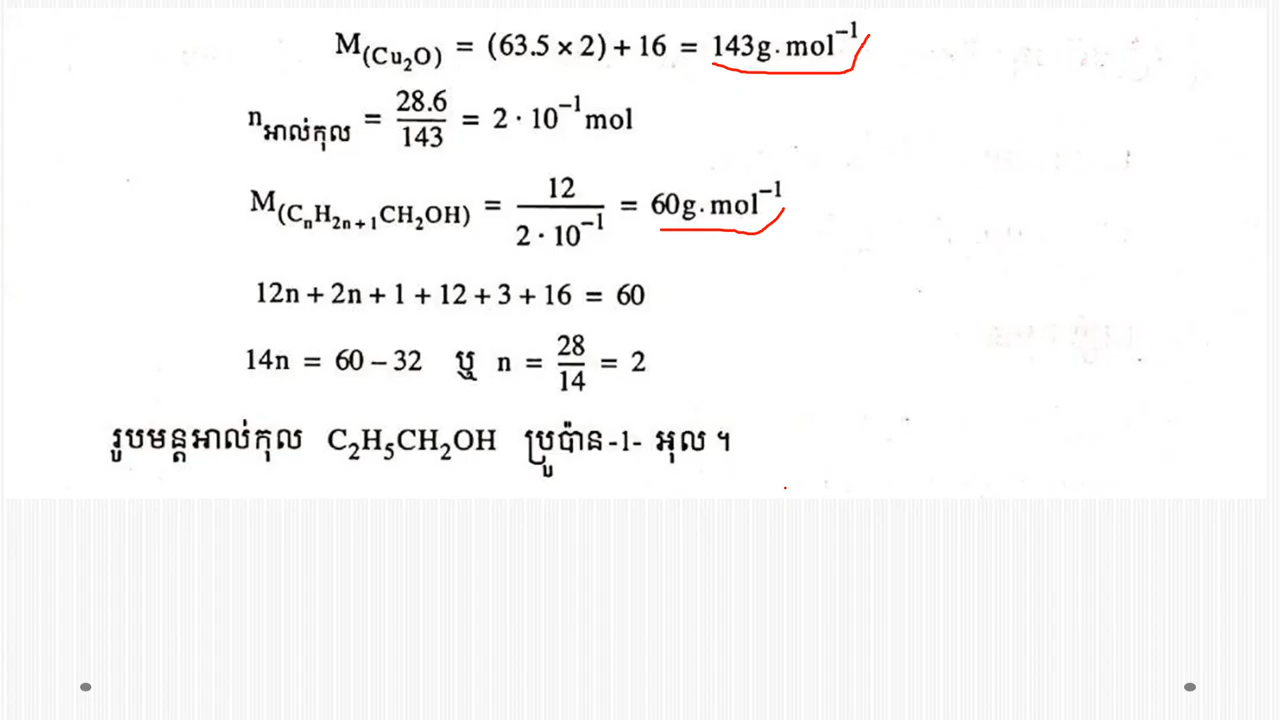 M(Cu₂O) = (63.5 × 2) + 16 = 143g · mol⁻¹
nអាល់កុល = 28.6/143 = 2 · 10⁻¹ mol
M(CₙH₂ₙ₊₁CH₂OH) = 12/(2 · 10⁻¹) = 60g · mol⁻¹
12n + 2n + 1 + 12 + 3 + 16 = 60
14n = 60 – 32 ឬ n = 28/14 = 2
រូបមន្តអាល់កុល C₂H₅CH₂OH ប្រូប៉ាន -1- អុល ។